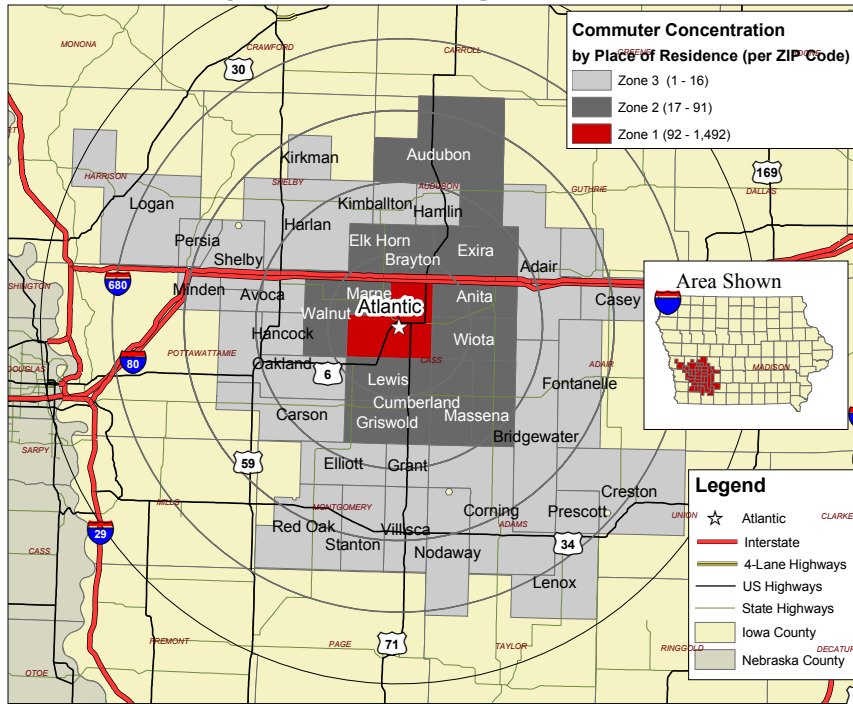 Commuter Concentration
by Place of Residence (per ZIP Code)
Zone 3 (1 - 16)
Zone 2 (17 - 91)
Zone 1 (92 - 1,492)
MONONA
CRAWFORD
CARROLL
GREENE
30
169
Audubon
Kirkman
HARRISON
SHELBY
AUDUBON
GUTHRIE
DALLAS
Logan
Kimballton
Hamlin
Harlan
Persia
Elk Horn
Exira
Shelby
Brayton
Adair
680
Minden
Avoca
Marne
Anita
Casey
Area Shown
Walnut
Atlantic
Hancock
Wiota
POTTAWATTAMIE
CASS
ADAIR
MADISON
80
Oakland
6
DOUGLAS
Lewis
Fontanelle
Cumberland
Carson
Griswold
Massena
Bridgewater
SARPY
59
Elliott
Grant
Creston
MILLS
MONTGOMERY
Corning
Prescott
ADAMS
UNION
CLARKE
CASS
29
Red Oak
Villisca
Stanton
Nodaway
34
Lenox
FREMONT
PAGE
71
TAYLOR
RINGGOLD
DECATUR
OTOE
Legend
Atlantic
Interstate
4-Lane Highways
US Highways
State Highways
Iowa County
Nebraska County